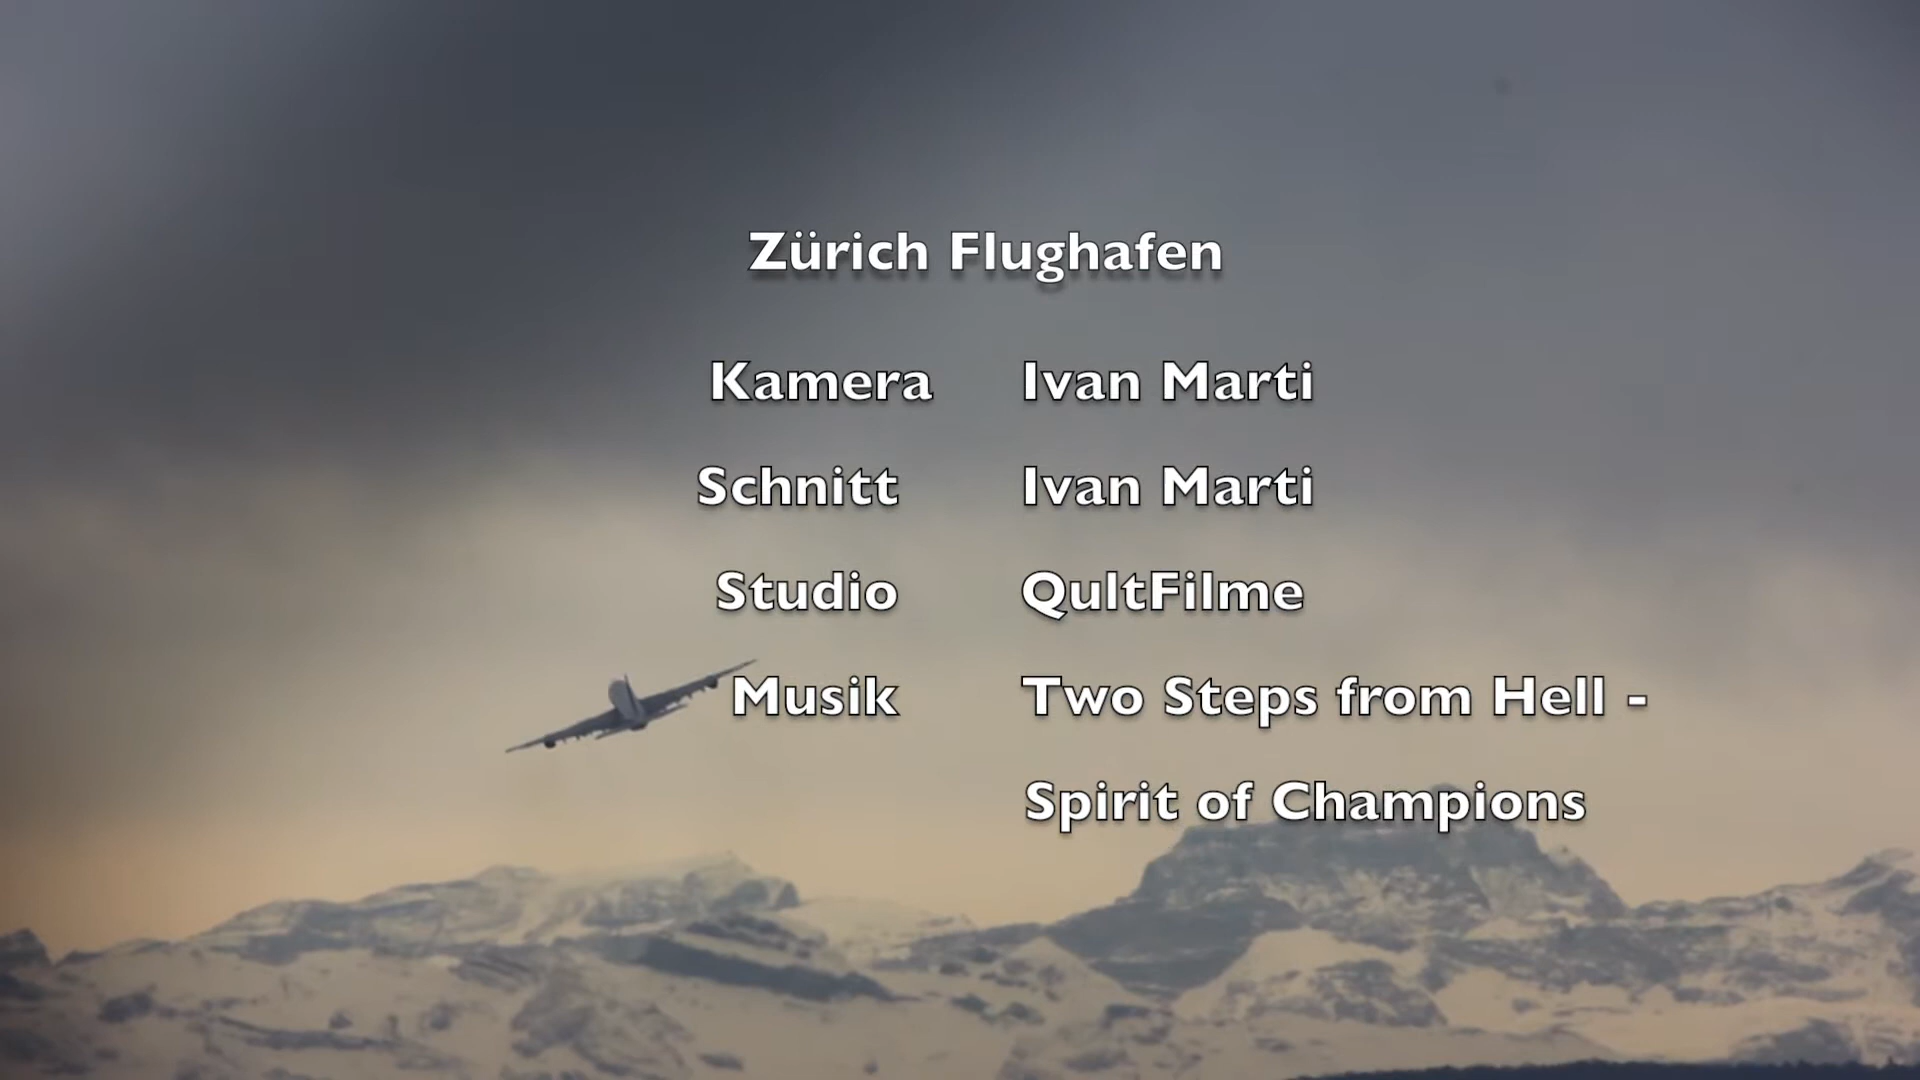 Zürich Flughafen
Kamera Ivan Marti
Schnitt Ivan Marti
Studio QultFilme
Musik Two Steps from Hell -
Spirit of Champions